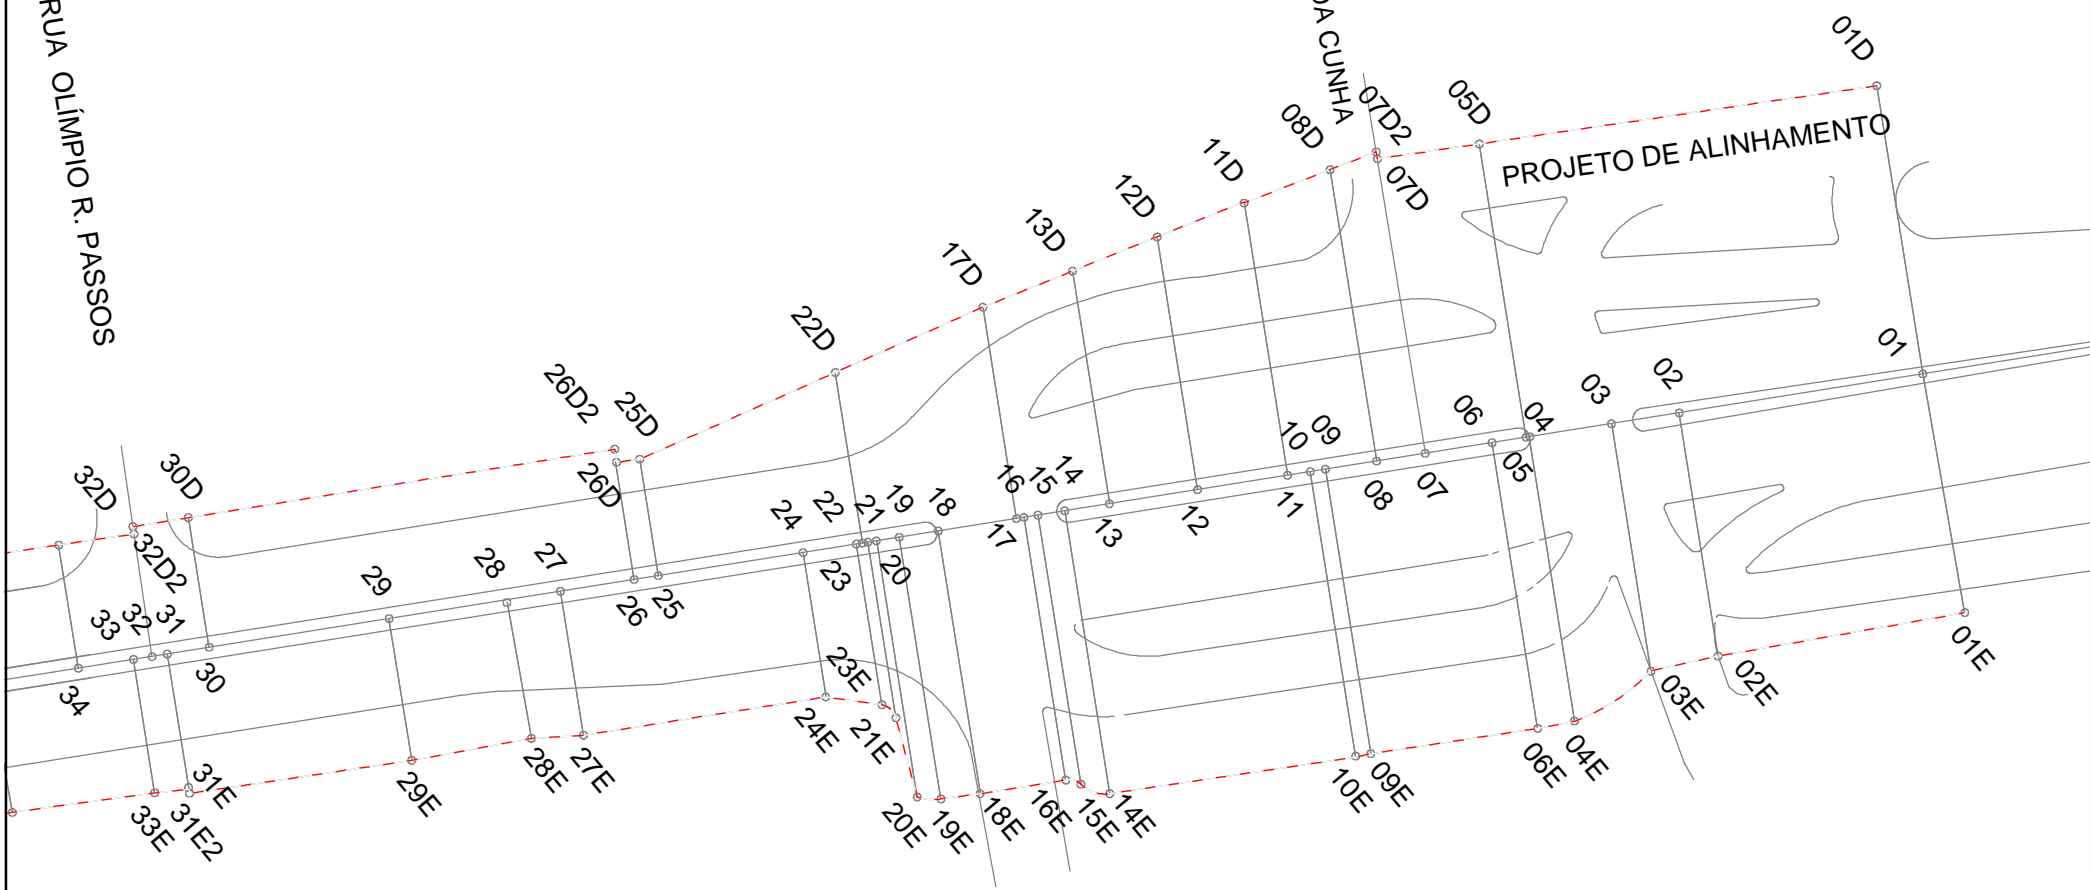 RUA OLÍMPIO R. PASSOS
DA CUNHA
01D
07D2
05D
08D
PROJETO DE ALINHAMENTO
11D
07D
12D
13D
17D
22D
01
02
03
26D2
25D
04
06
05
09
10
07
08
11
14
15
16
12
13
17
32D
30D
26D
18
19
21
22
24
20
23
32D2
27
28
29
25
26
31
32
33
30
34
01E
02E
03E
23E
21E
24E
04E
06E
09E
10E
27E
28E
29E
14E
15E
16E
18E
19E
20E
31E
31E2
33E